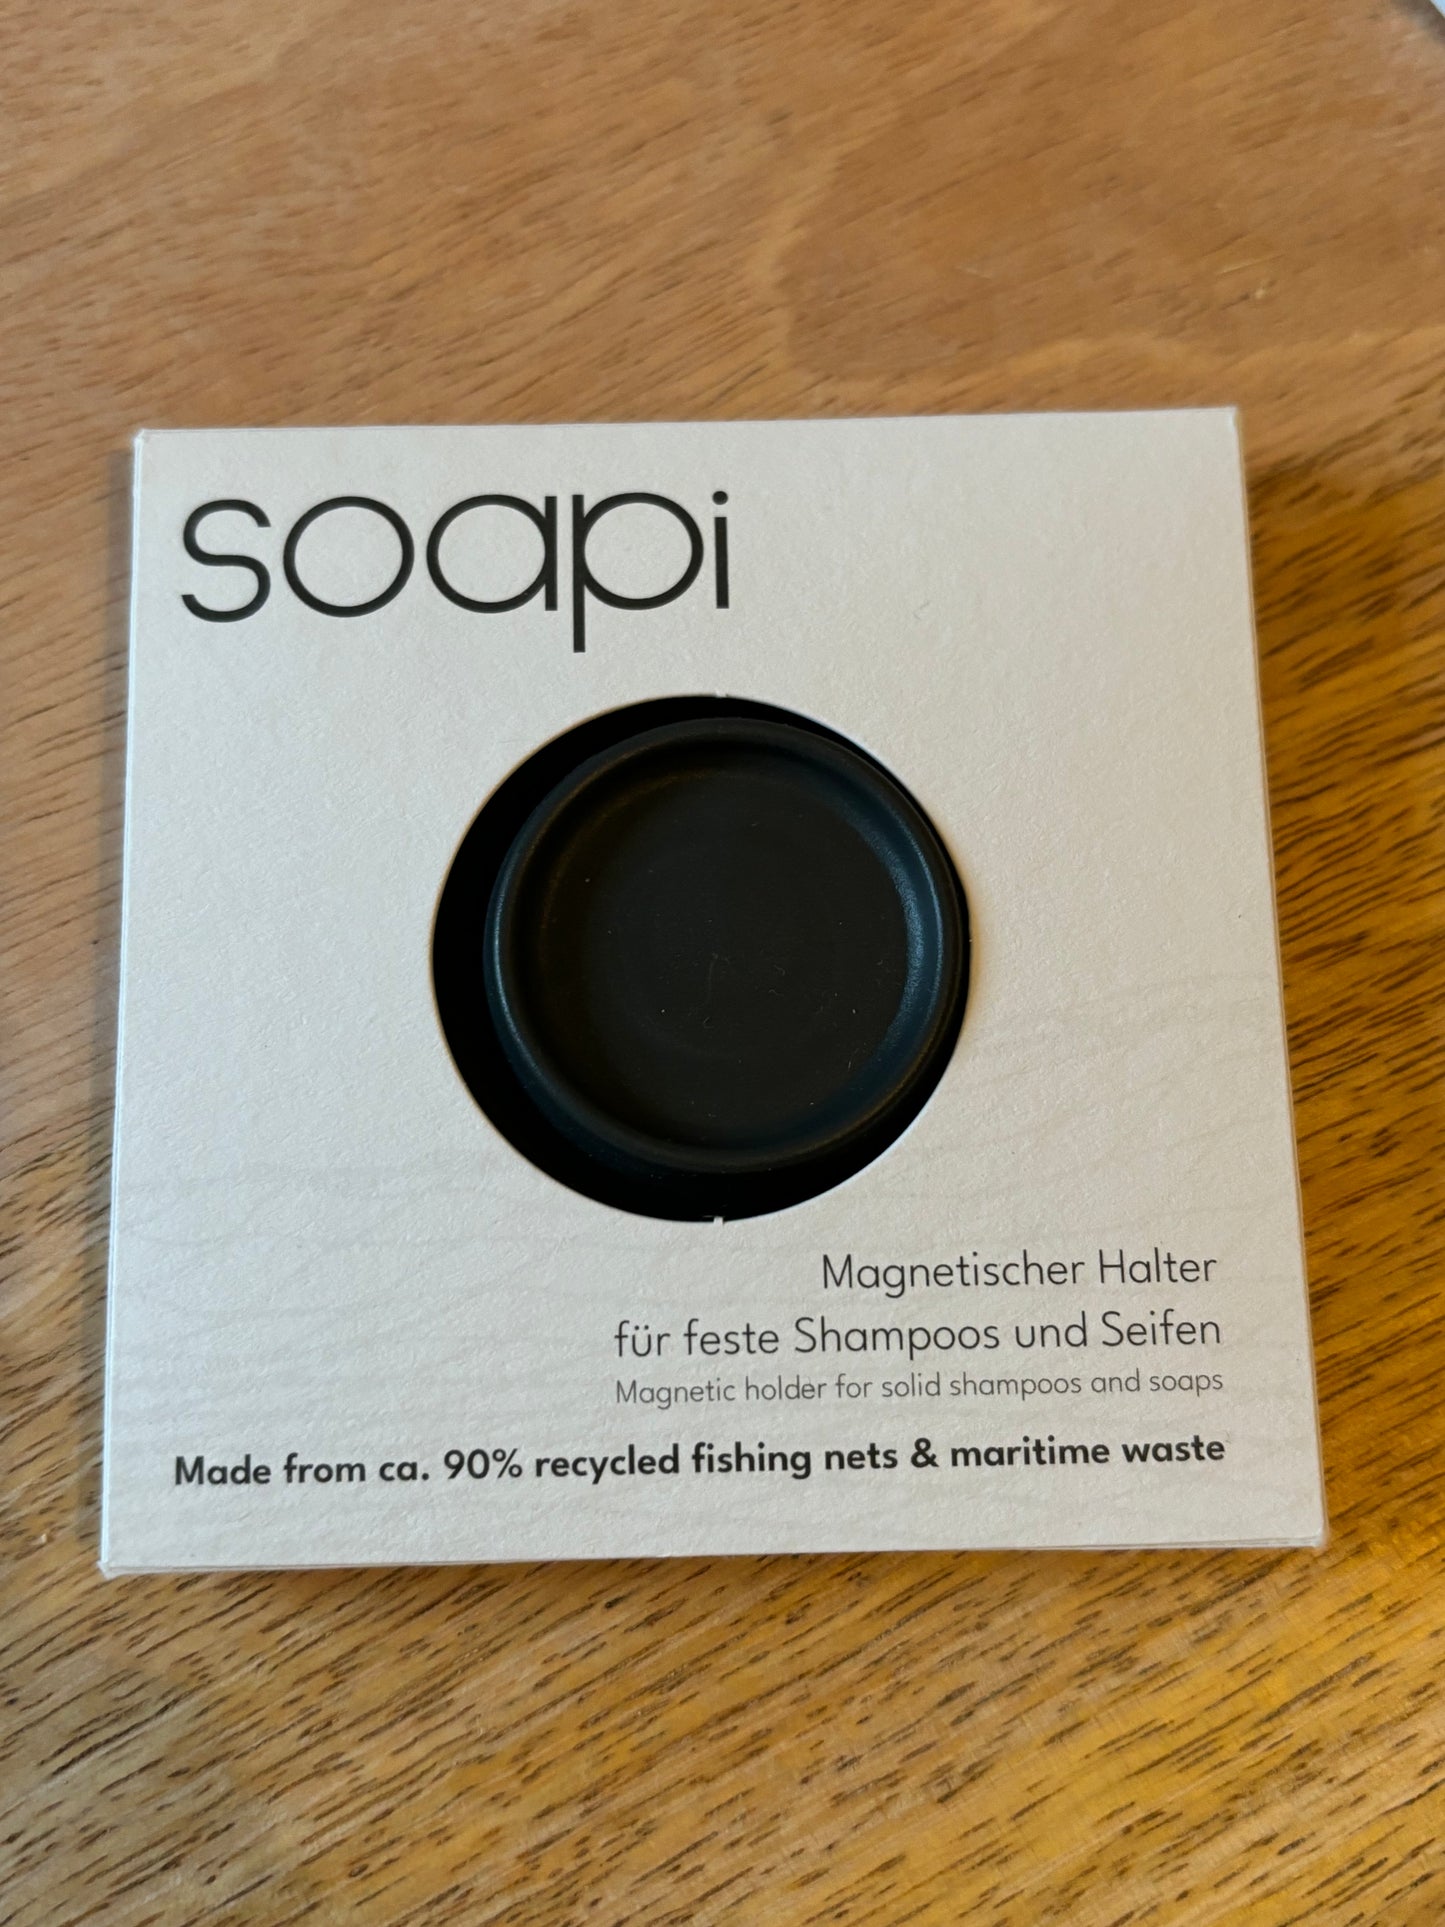 soapi
Magnetischer Halter
für feste Shampoos und Seifen
Magnetic holder for solid shampoos and soaps
Made from ca. 90% recycled fishing nets & maritime waste